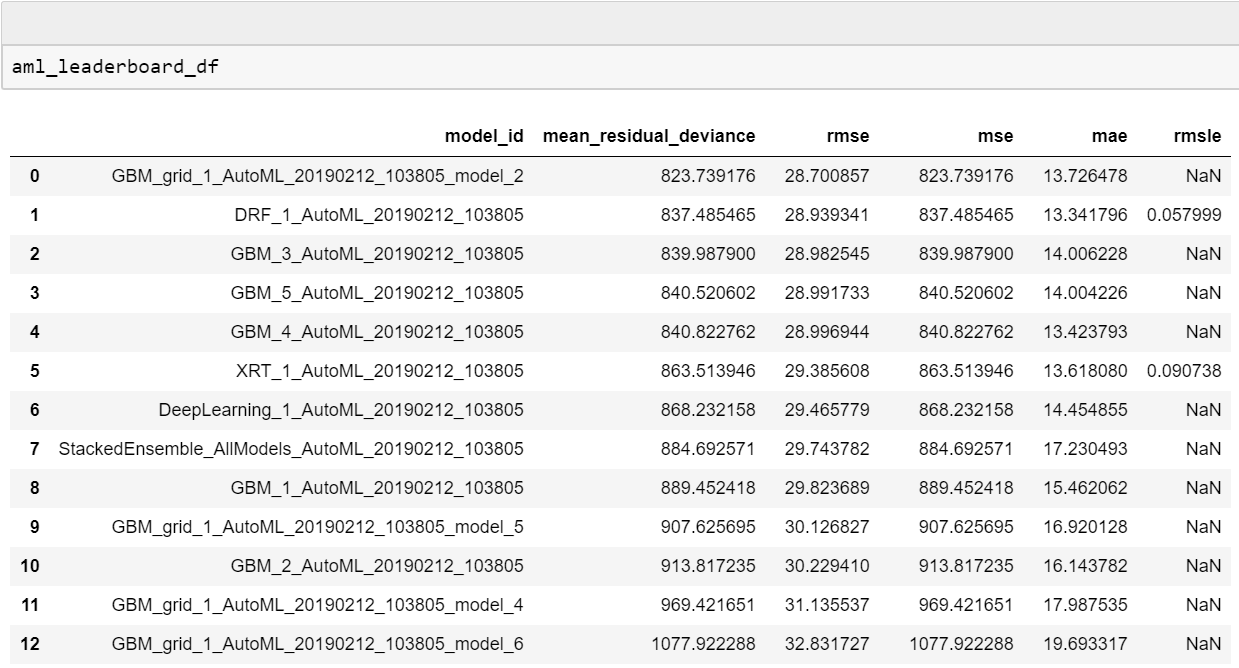 aml_leaderboard_df
model_id mean_residual_deviance rmse mse mae rmsle
0 GBM_grid_1_AutoML_20190212_103805_model_2 823.739176 28.700857 823.739176 13.726478 NaN
1 DRF_1_AutoML_20190212_103805 837.485465 28.939341 837.485465 13.341796 0.057999
2 GBM_3_AutoML_20190212_103805 839.987900 28.982545 839.987900 14.006228 NaN
3 GBM_5_AutoML_20190212_103805 840.520602 28.991733 840.520602 14.004226 NaN
4 GBM_4_AutoML_20190212_103805 840.822762 28.996944 840.822762 13.423793 NaN
5 XRT_1_AutoML_20190212_103805 863.513946 29.385608 863.513946 13.618080 0.090738
6 DeepLearning_1_AutoML_20190212_103805 868.232158 29.465779 868.232158 14.454855 NaN
7 StackedEnsemble_AllModels_AutoML_20190212_103805 884.692571 29.743782 884.692571 17.230493 NaN
8 GBM_1_AutoML_20190212_103805 889.452418 29.823689 889.452418 15.462062 NaN
9 GBM_grid_1_AutoML_20190212_103805_model_5 907.625695 30.126827 907.625695 16.920128 NaN
10 GBM_2_AutoML_20190212_103805 913.817235 30.229410 913.817235 16.143782 NaN
11 GBM_grid_1_AutoML_20190212_103805_model_4 969.421651 31.135537 969.421651 17.987535 NaN
12 GBM_grid_1_AutoML_20190212_103805_model_6 1077.922288 32.831727 1077.922288 19.693317 NaN